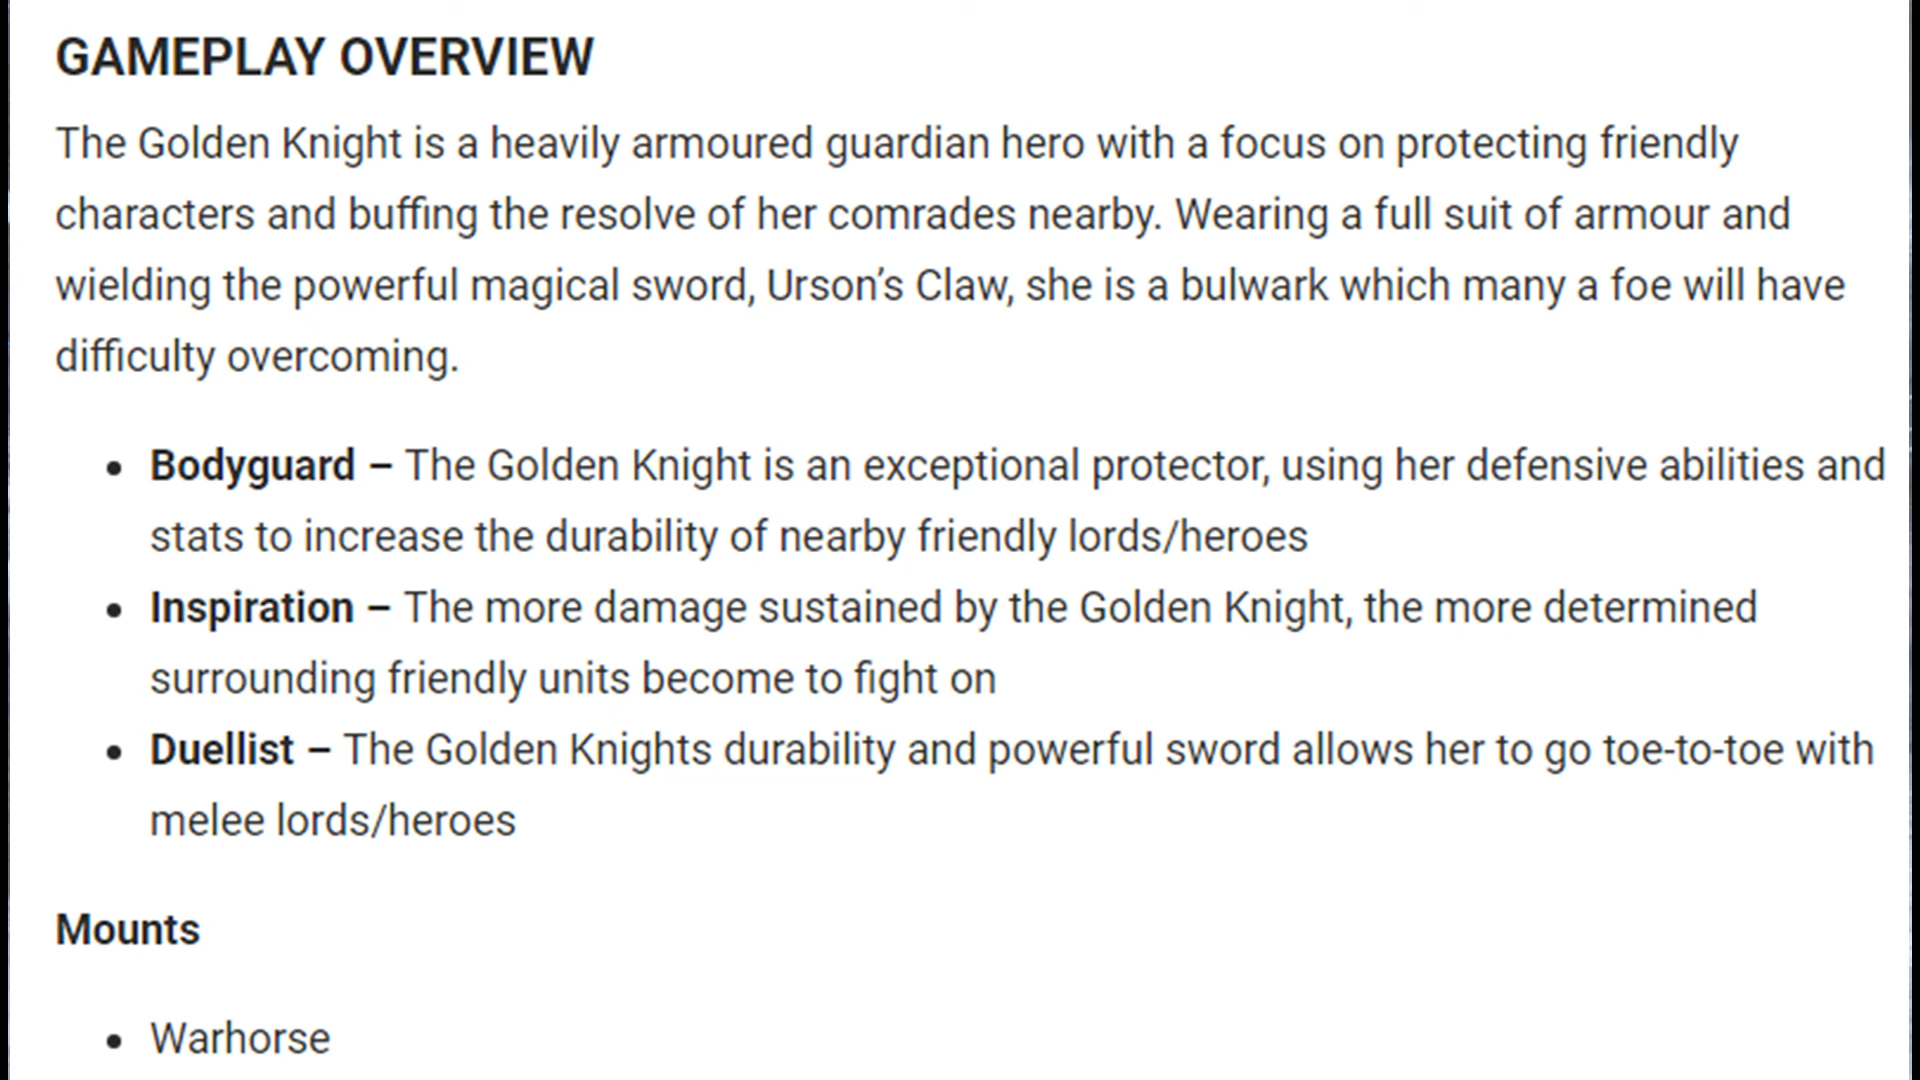 GAMEPLAY OVERVIEW
The Golden Knight is a heavily armoured guardian hero with a focus on protecting friendly
characters and buffing the resolve of her comrades nearby. Wearing a full suit of armour and
wielding the powerful magical sword, Urson’s Claw, she is a bulwark which many a foe will have
difficulty overcoming.
• Bodyguard – The Golden Knight is an exceptional protector, using her defensive abilities and
stats to increase the durability of nearby friendly lords/heroes
• Inspiration – The more damage sustained by the Golden Knight, the more determined
surrounding friendly units become to fight on
• Duellist – The Golden Knights durability and powerful sword allows her to go toe-to-toe with
melee lords/heroes
Mounts
• Warhorse